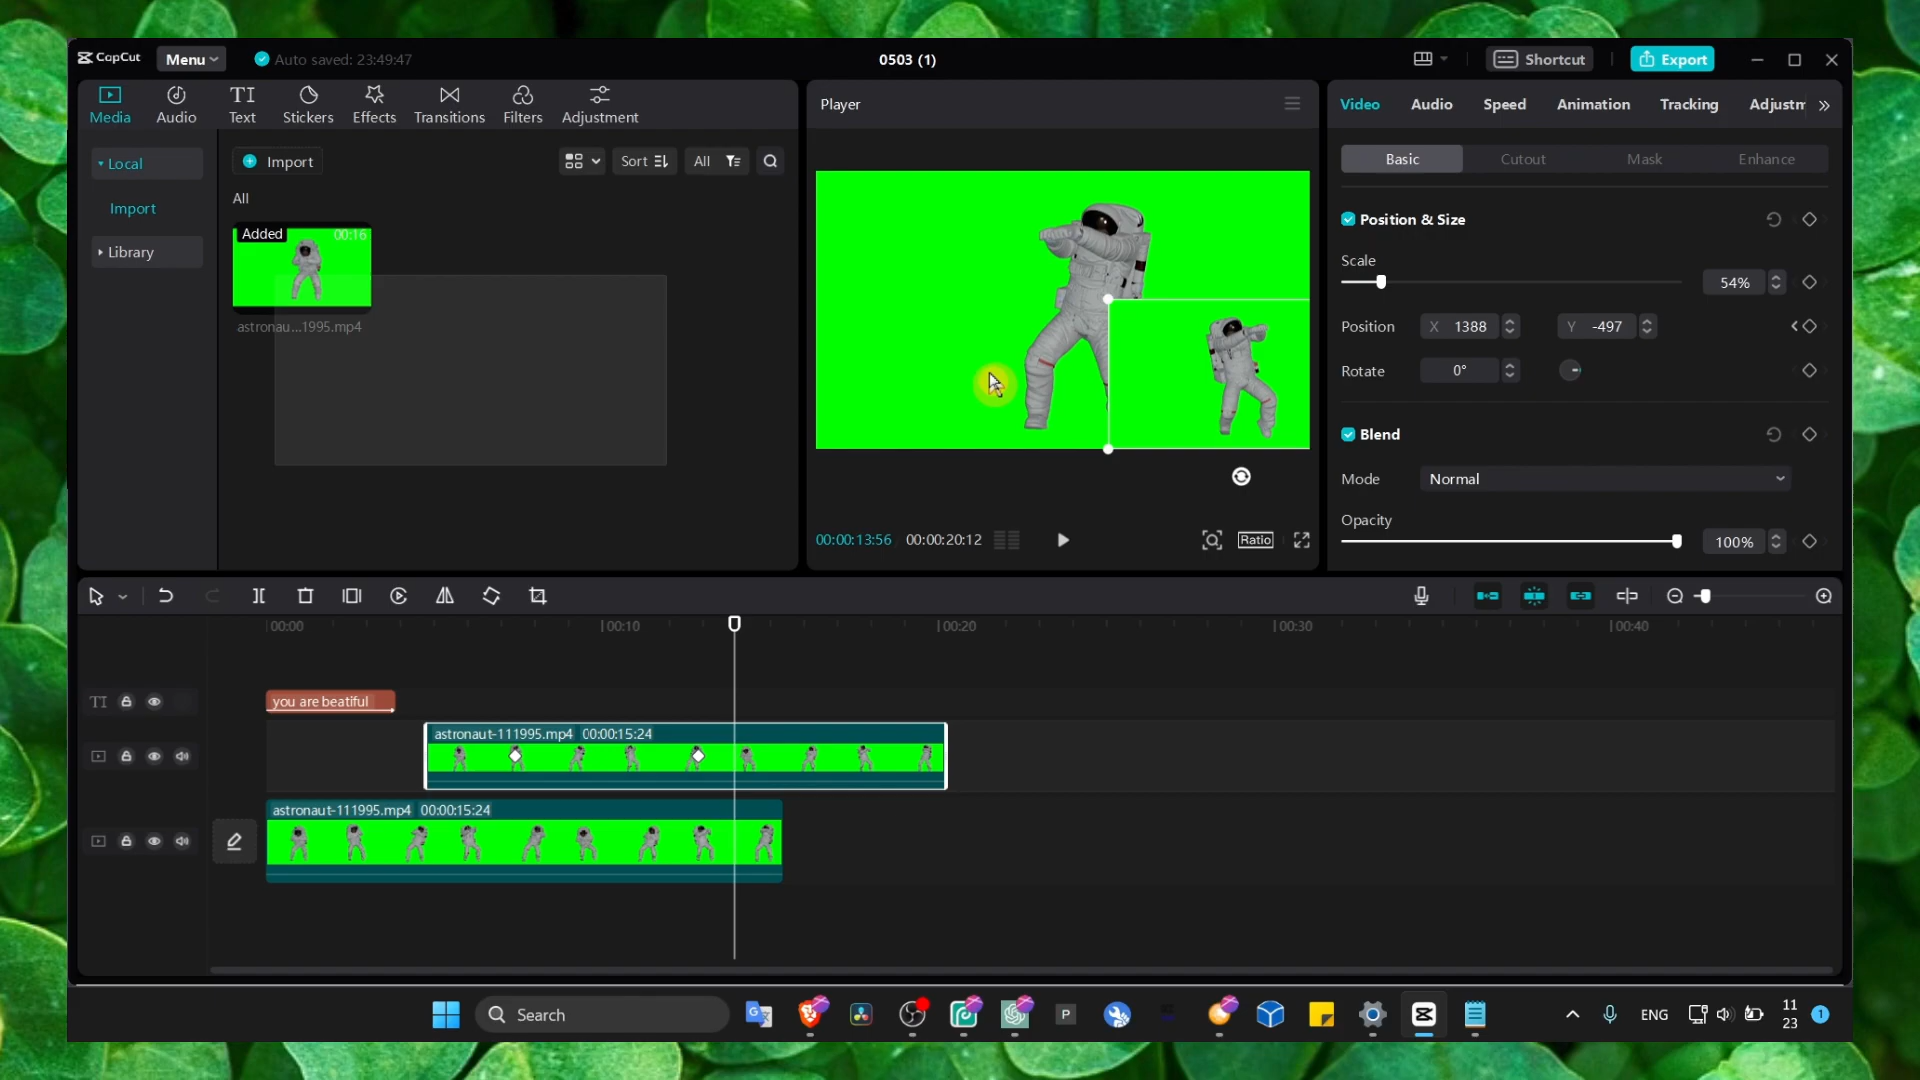 CapCut
Menu
Auto saved: 23:49:47
0503 (1)
Shortcut
Export
Media
Audio
Text
Stickers
Effects
Transitions
Filters
Adjustment
Player
Video
Audio
Speed
Animation
Tracking
Adjustm
Local
Import
Sort
All
Basic
Cutout
Mask
Enhance
Import
All
Library
Added
00:16
astronau...1995.mp4
Position & Size
Scale
54%
Position
X 1388
Y -497
Rotate
0°
Blend
Mode
Normal
Opacity
100%
00:00:13:56
00:00:20:12
Ratio
00:00
00:10
00:20
00:30
00:40
TI
you are beatiful
astronaut-111995.mp4 00:00:15:24
astronaut-111995.mp4 00:00:15:24
Search
P
ENG
11
23
1